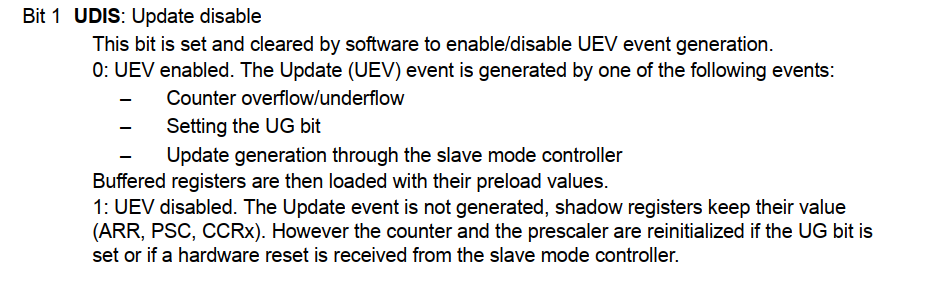 Bit 1 UDIS: Update disable
This bit is set and cleared by software to enable/disable UEV event generation.
0: UEV enabled. The Update (UEV) event is generated by one of the following events:
– Counter overflow/underflow
– Setting the UG bit
– Update generation through the slave mode controller
Buffered registers are then loaded with their preload values.
1: UEV disabled. The Update event is not generated, shadow registers keep their value
(ARR, PSC, CCRx). However the counter and the prescaler are reinitialized if the UG bit is
set or if a hardware reset is received from the slave mode controller.